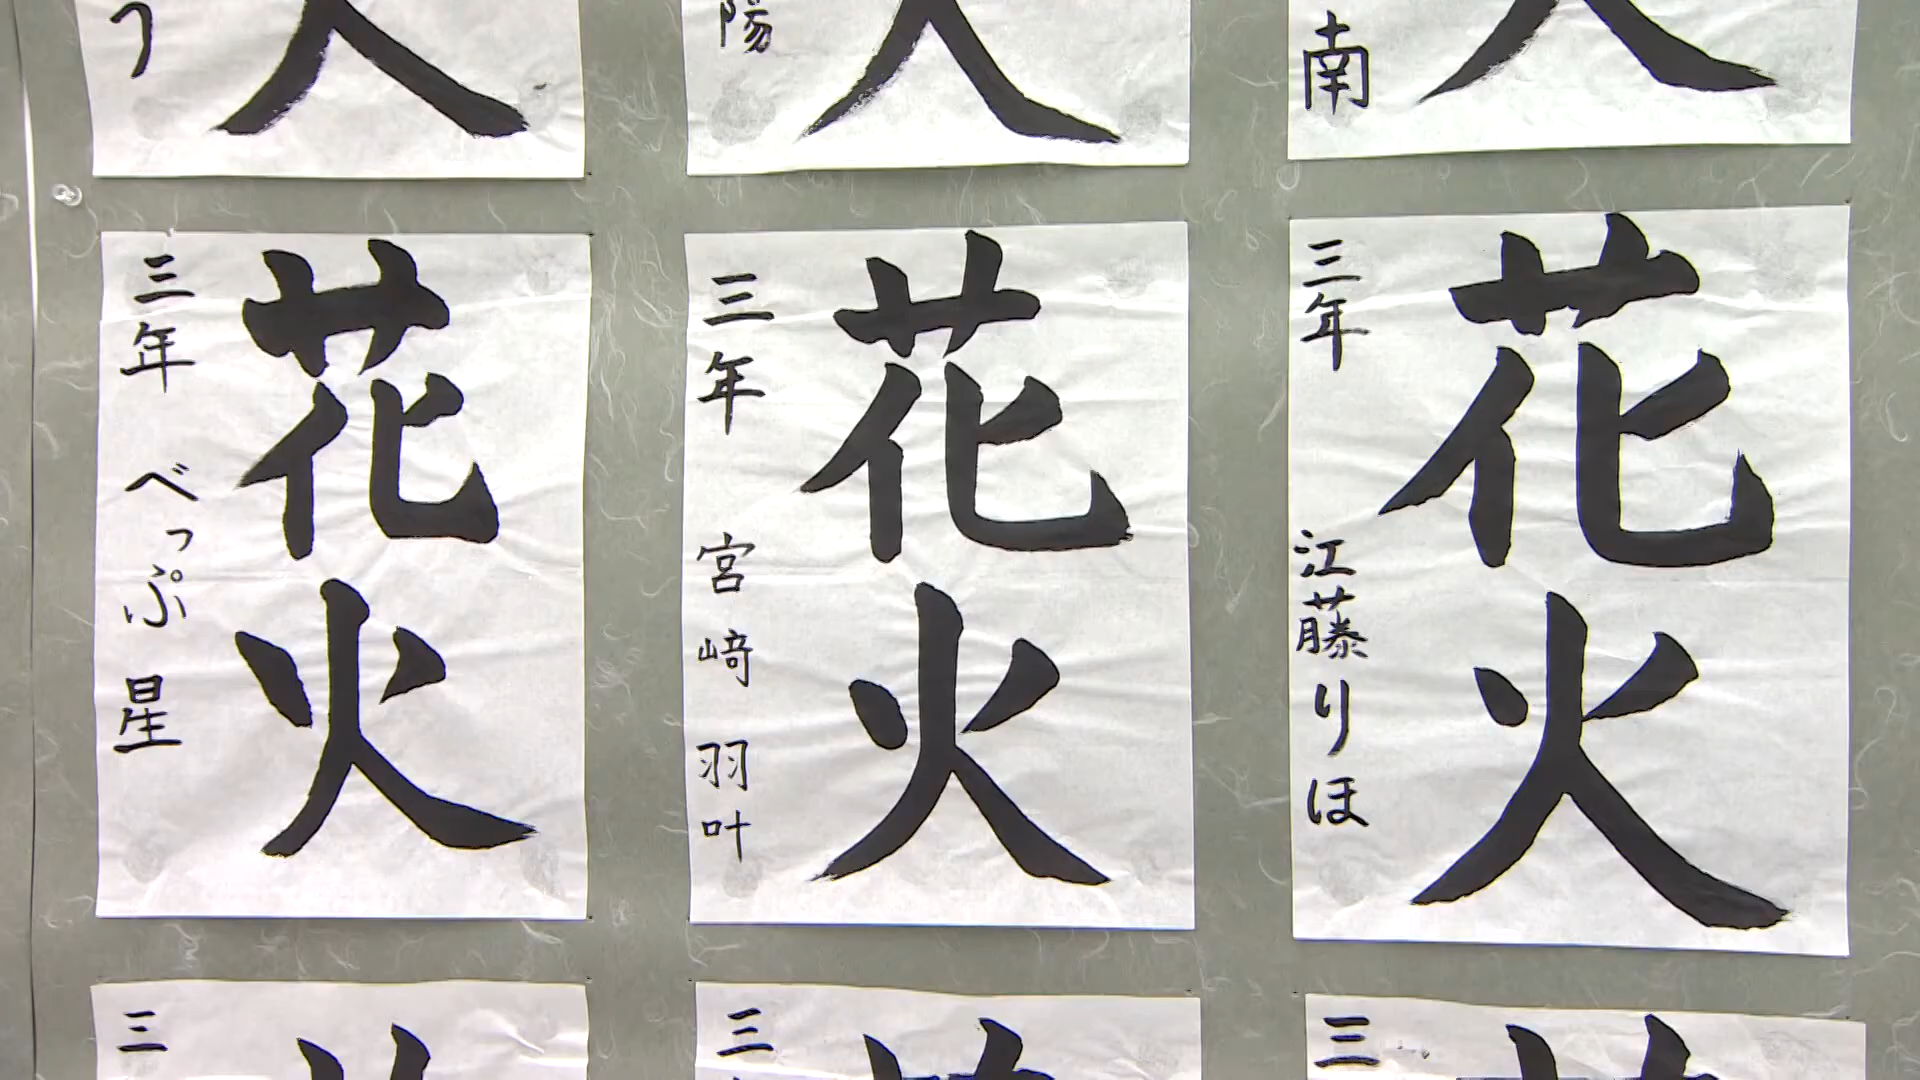 う
陽
南
花火
三年 べっぷ 星
花火
三年 宮﨑 羽叶
花火
三年 江藤りほ
三
三
三